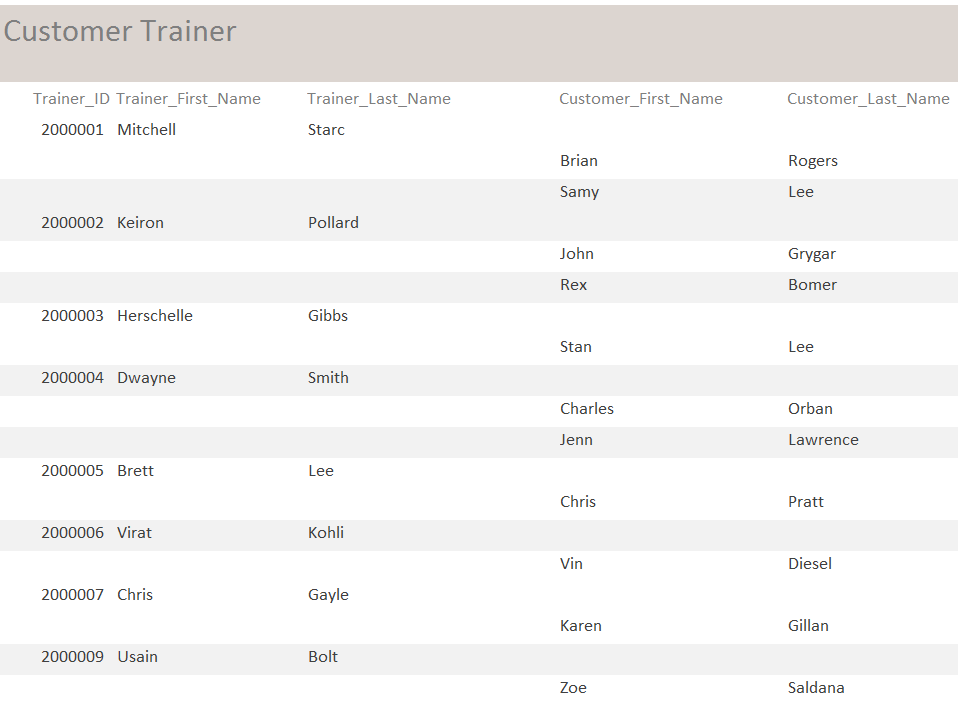 Customer Trainer
Trainer_ID Trainer_First_Name Trainer_Last_Name Customer_First_Name Customer_Last_Name
2000001 Mitchell Starc
Brian Rogers
Samy Lee
2000002 Keiron Pollard
John Grygar
Rex Bomer
2000003 Herschelle Gibbs
Stan Lee
2000004 Dwayne Smith
Charles Orban
Jenn Lawrence
2000005 Brett Lee
Chris Pratt
2000006 Virat Kohli
Vin Diesel
2000007 Chris Gayle
Karen Gillan
2000009 Usain Bolt
Zoe Saldana